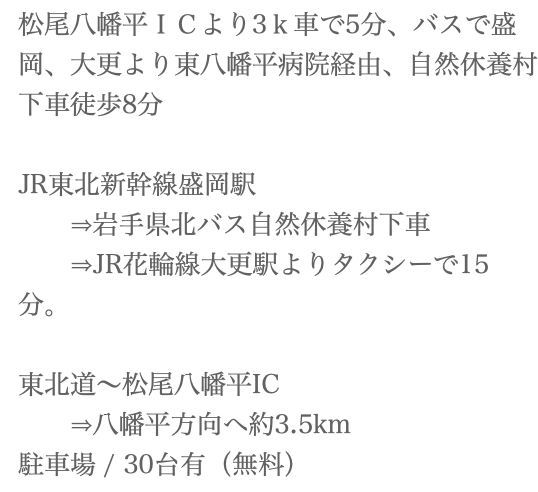 松尾八幡平ＩＣより3ｋ車で5分、バスで盛
岡、大更より東八幡平病院経由、自然休養村
下車徒歩8分
JR東北新幹線盛岡駅
⇒岩手県北バス自然休養村下車
⇒JR花輪線大更駅よりタクシーで15
分。
東北道〜松尾八幡平IC
⇒八幡平方向へ約3.5km
駐車場 / 30台有（無料）